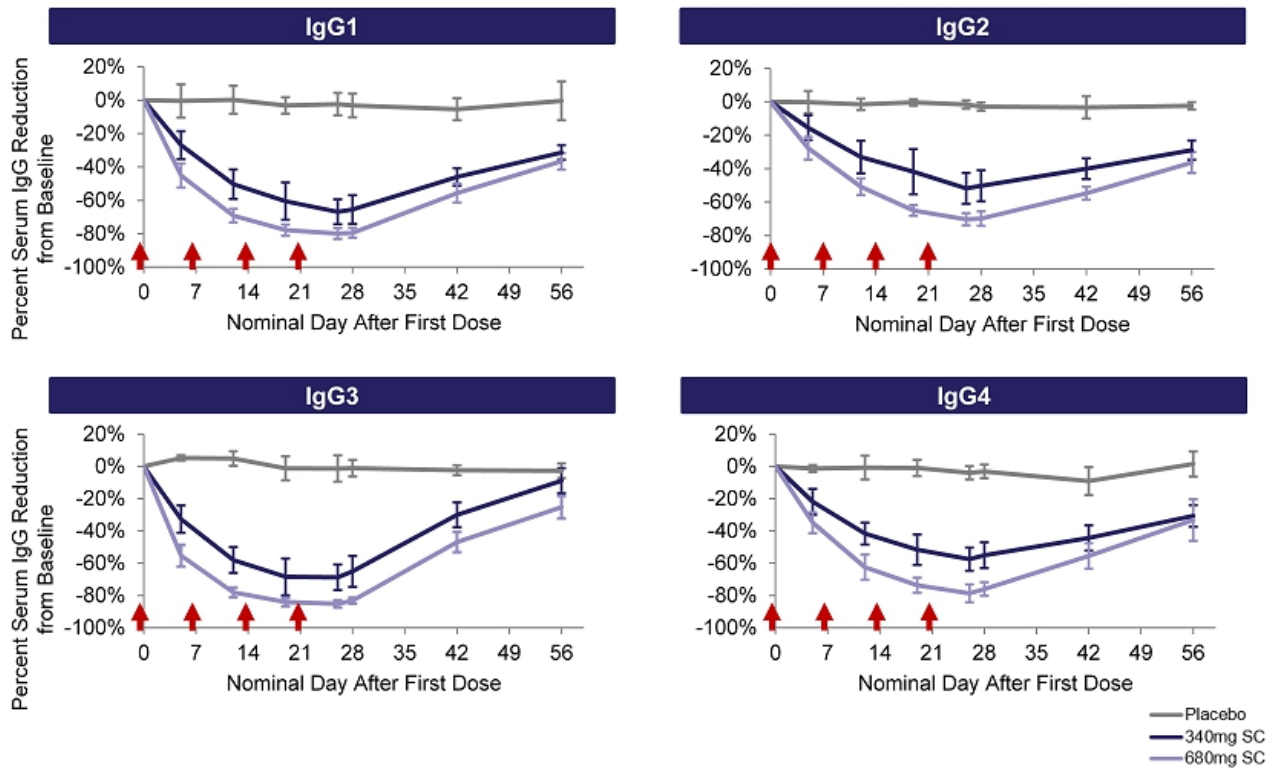 IgG1
Percent Serum IgG Reduction
from Baseline
20%
0%
-20%
-40%
-60%
-80%
-100%
0 7 14 21 28 35 42 49 56
Nominal Day After First Dose
IgG2
20%
0%
-20%
-40%
-60%
-80%
-100%
0 7 14 21 28 35 42 49 56
Nominal Day After First Dose
IgG3
Percent Serum IgG Reduction
from Baseline
20%
0%
-20%
-40%
-60%
-80%
-100%
0 7 14 21 28 35 42 49 56
Nominal Day After First Dose
IgG4
20%
0%
-20%
-40%
-60%
-80%
-100%
0 7 14 21 28 35 42 49 56
Nominal Day After First Dose
Placebo
340mg SC
680mg SC